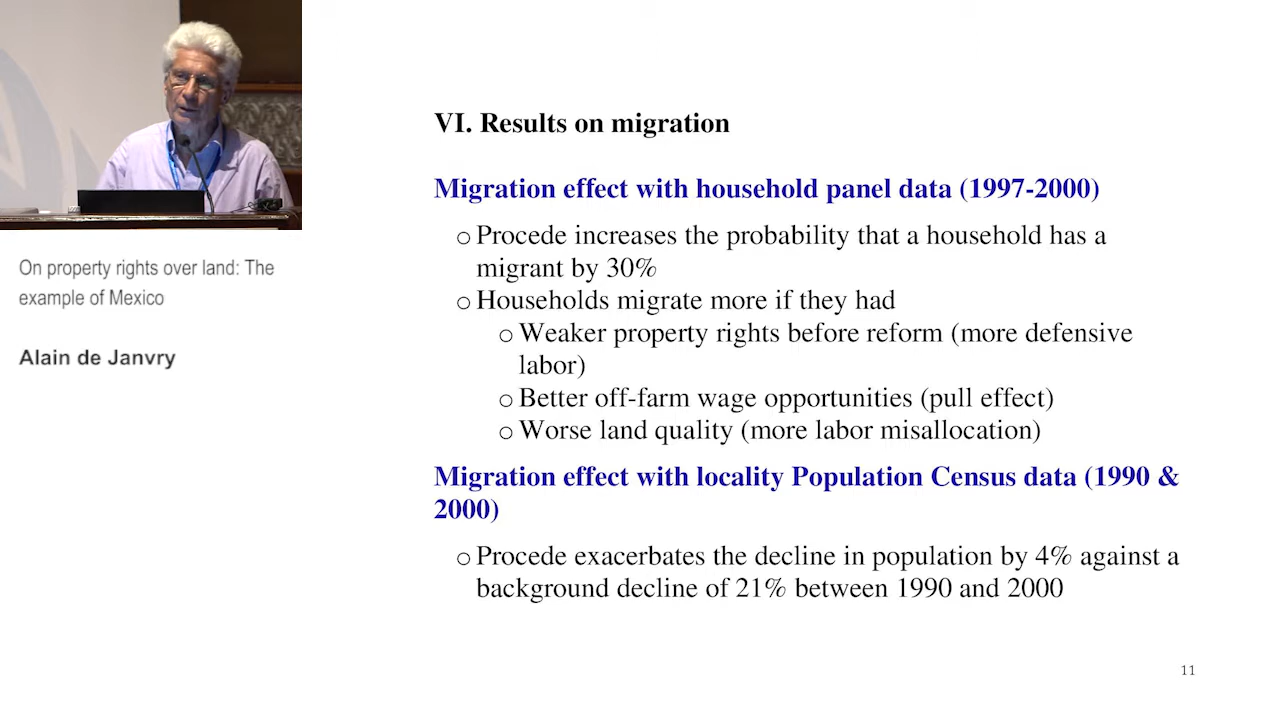 On property rights over land: The
example of Mexico
Alain de Janvry
VI. Results on migration
Migration effect with household panel data (1997-2000)
o Procede increases the probability that a household has a
migrant by 30%
o Households migrate more if they had
o Weaker property rights before reform (more defensive
labor)
o Better off-farm wage opportunities (pull effect)
o Worse land quality (more labor misallocation)
Migration effect with locality Population Census data (1990 &
2000)
o Procede exacerbates the decline in population by 4% against a
background decline of 21% between 1990 and 2000
11